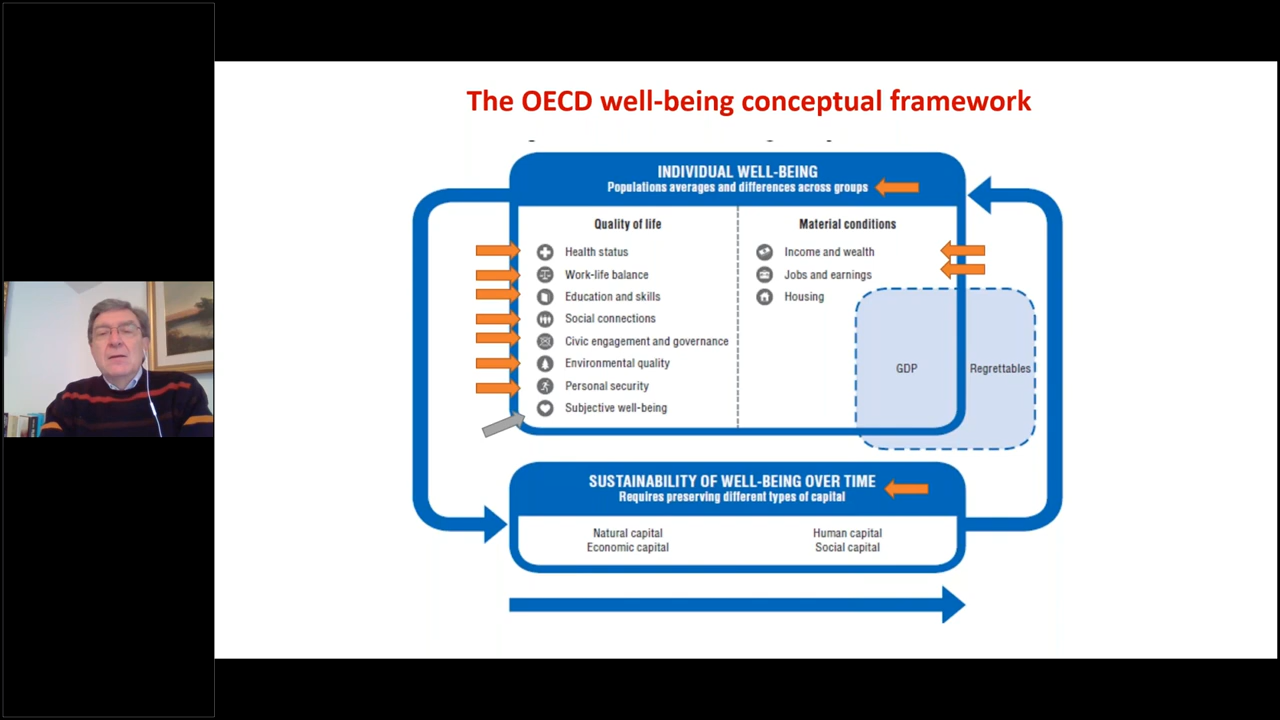 The OECD well-being conceptual framework
INDIVIDUAL WELL-BEING
Populations averages and differences across groups
Quality of life
Health status
Work-life balance
Education and skills
Social connections
Civic engagement and governance
Environmental quality
Personal security
Subjective well-being
Material conditions
Income and wealth
Jobs and earnings
Housing
GDP
Regrettables
SUSTAINABILITY OF WELL-BEING OVER TIME
Requires preserving different types of capital
Natural capital
Economic capital
Human capital
Social capital